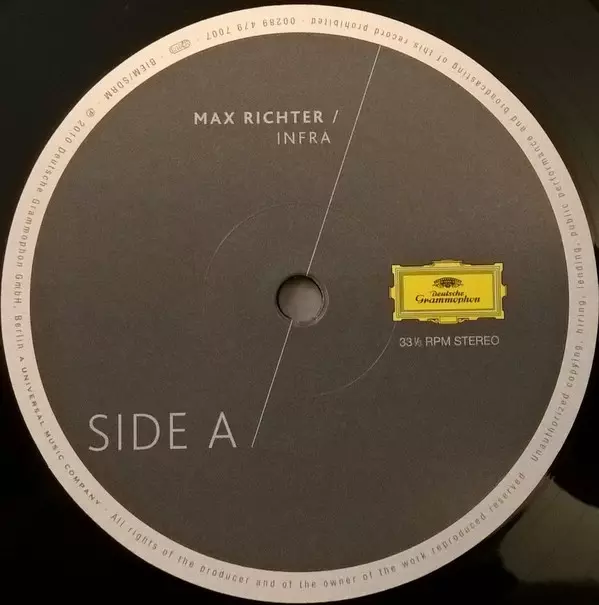 MAX RICHTER /
INFRA
Deutsche
Grammophon
33 ⅓ RPM STEREO
SIDE A
℗ 2010 Deutsche Grammophon GmbH, Berlin · A UNIVERSAL MUSIC COMPANY · All rights of the producer and of the owner of the work reproduced reserved
Unauthorized copying, hiring, lending, public performance and broadcasting of this record prohibited · 00289 479 7007 · BIEM/SDRM